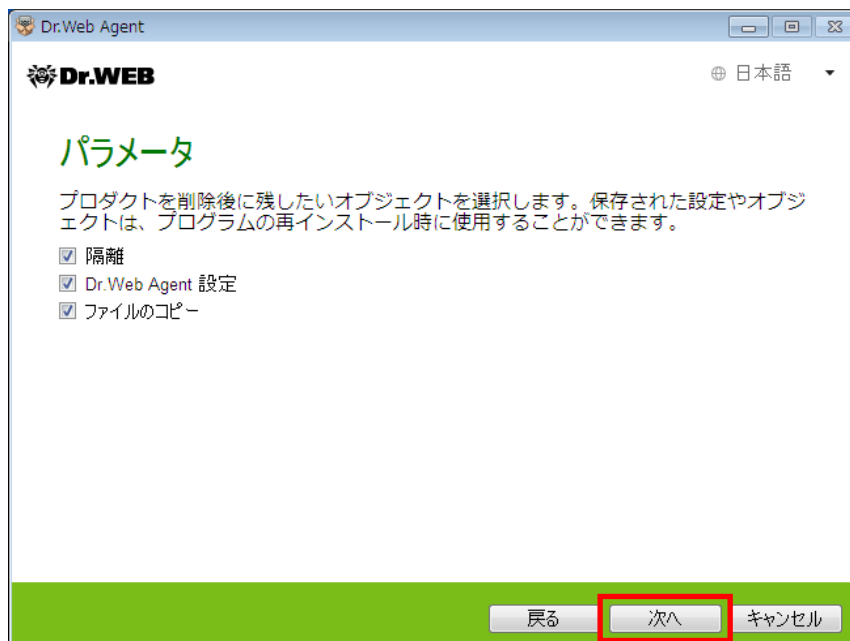 Dr.Web Agent
Dr.WEB
日本語
パラメータ
プロダクトを削除後に残したいオブジェクトを選択します。保存された設定やオブジ
ェクトは、プログラムの再インストール時に使用することができます。
隔離
Dr.Web Agent 設定
ファイルのコピー
戻る
次へ
キャンセル